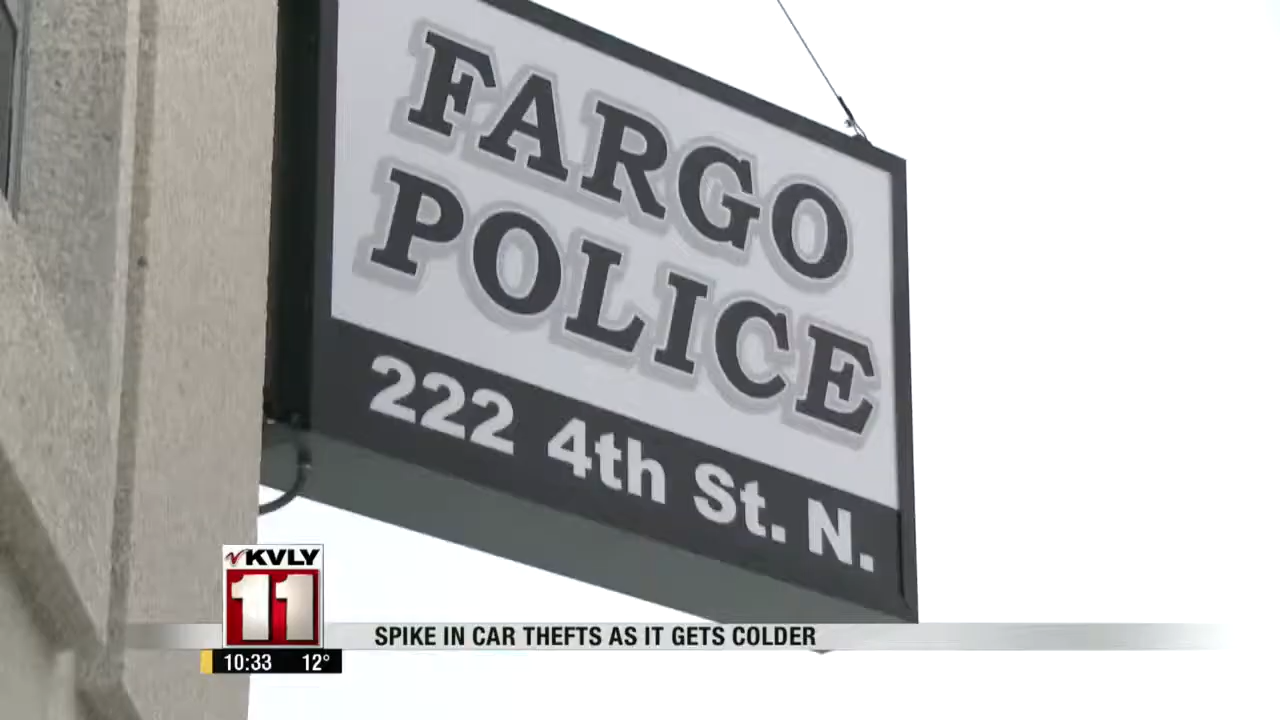 FARGO
POLICE
222 4th St. N.
KVLY
11
SPIKE IN CAR THEFTS AS IT GETS COLDER
10:33 12°